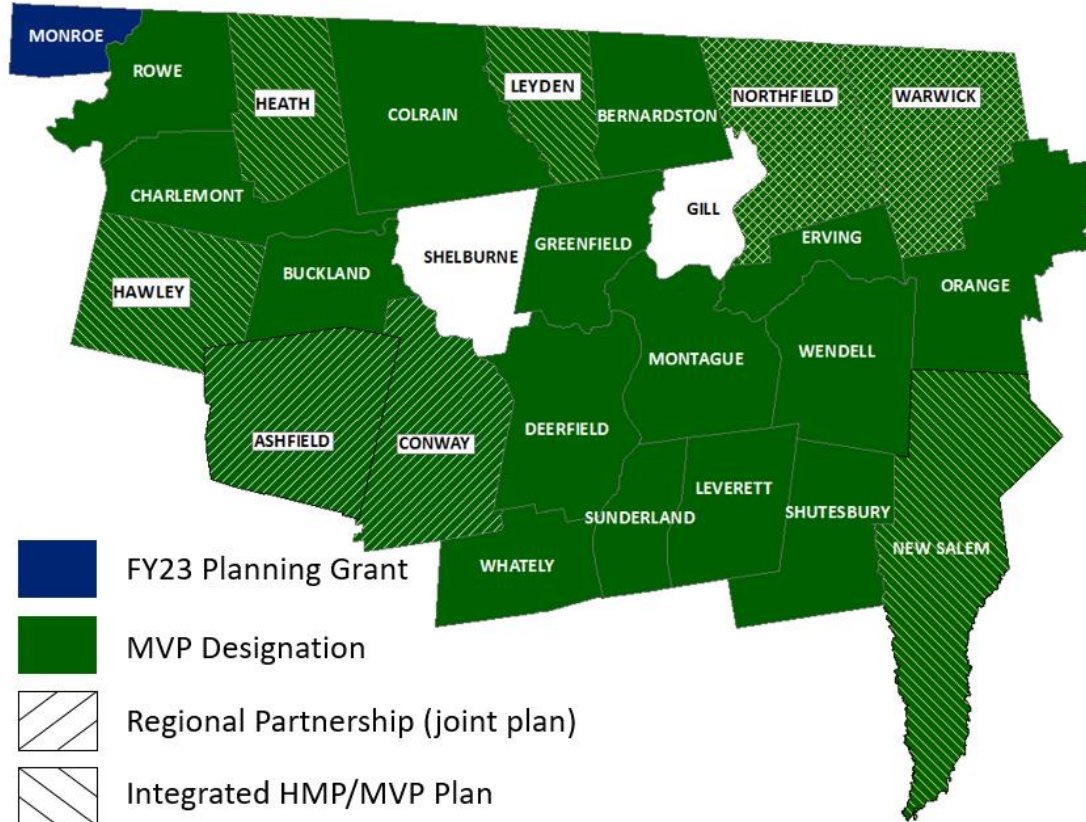 MONROE
ROWE
HEATH
COLRAIN
LEYDEN
BERNARDSTON
NORTHFIELD
WARWICK
CHARLEMONT
GILL
ERVING
SHELBURNE
GREENFIELD
BUCKLAND
HAWLEY
ORANGE
MONTAGUE
WENDELL
ASHFIELD
CONWAY
DEERFIELD
LEVERETT
SUNDERLAND
SHUTESBURY
WHATELY
NEW SALEM
FY23 Planning Grant
MVP Designation
Regional Partnership (joint plan)
Integrated HMP/MVP Plan